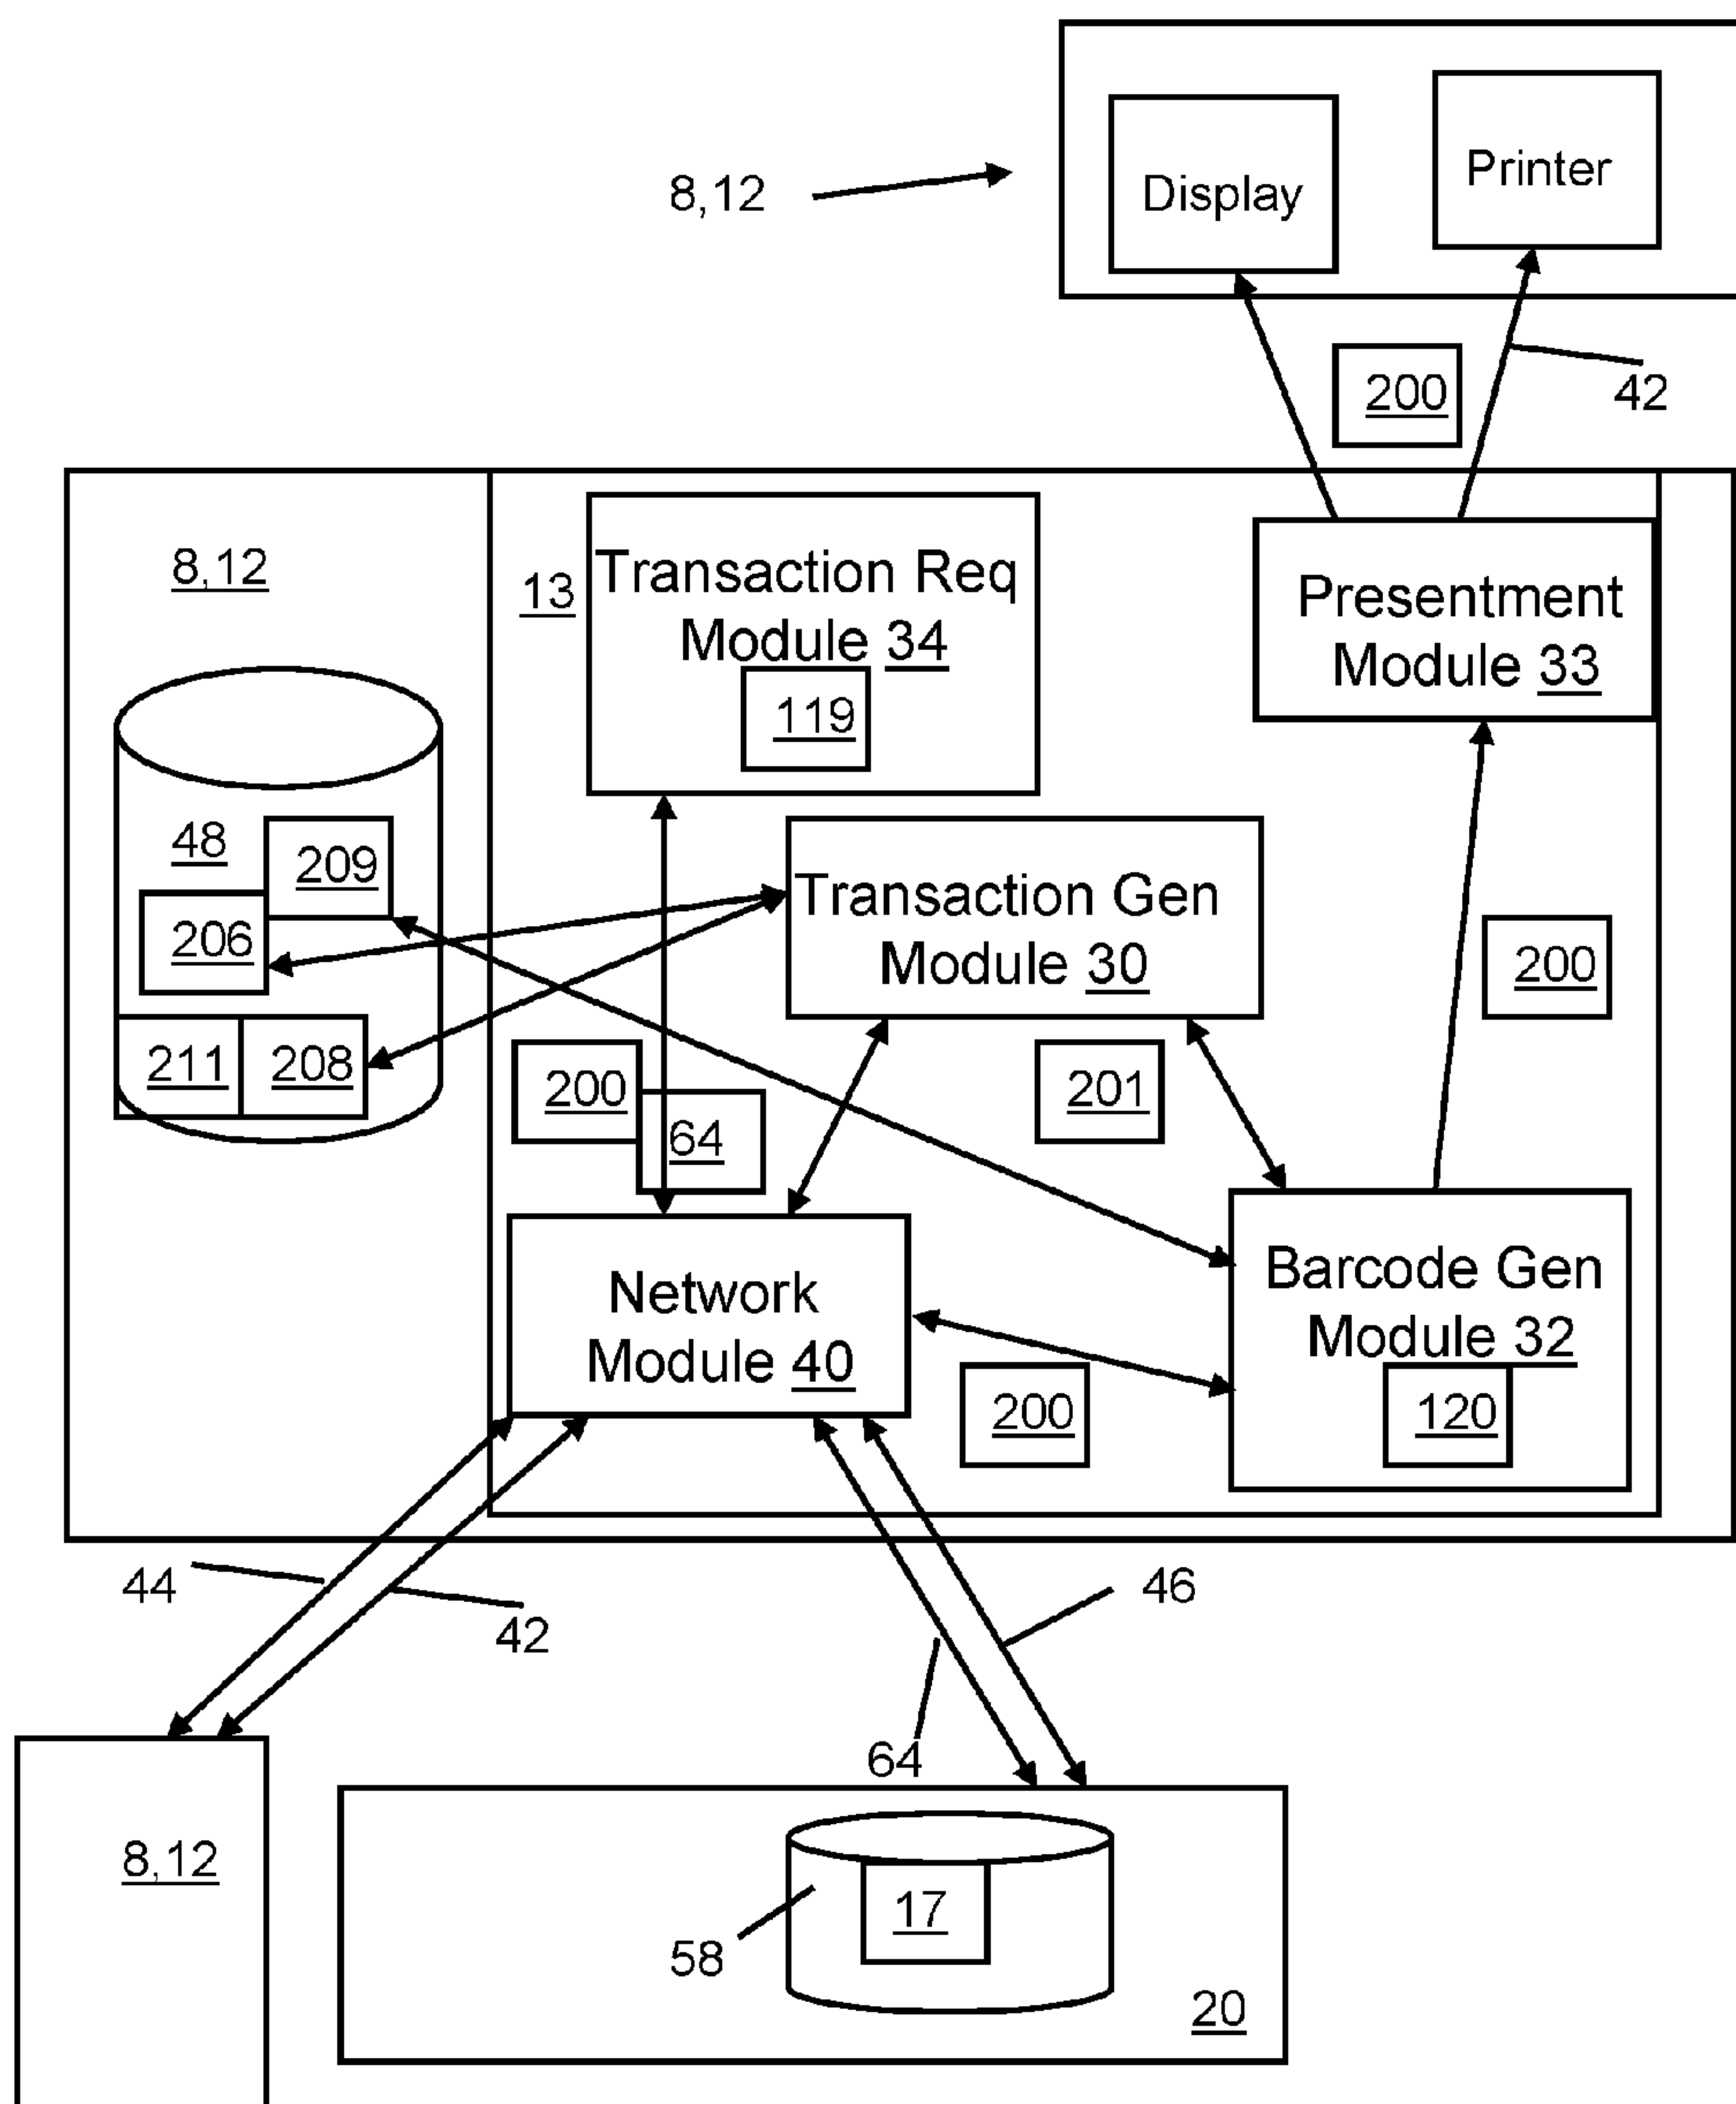 8,12
Display
Printer
200
42
8,12
13
Transaction Req
Module 34
119
Presentment
Module 33
48
209
206
211
208
Transaction Gen
Module 30
200
200
64
201
Network
Module 40
Barcode Gen
Module 32
120
200
44
42
46
64
8,12
58
17
20